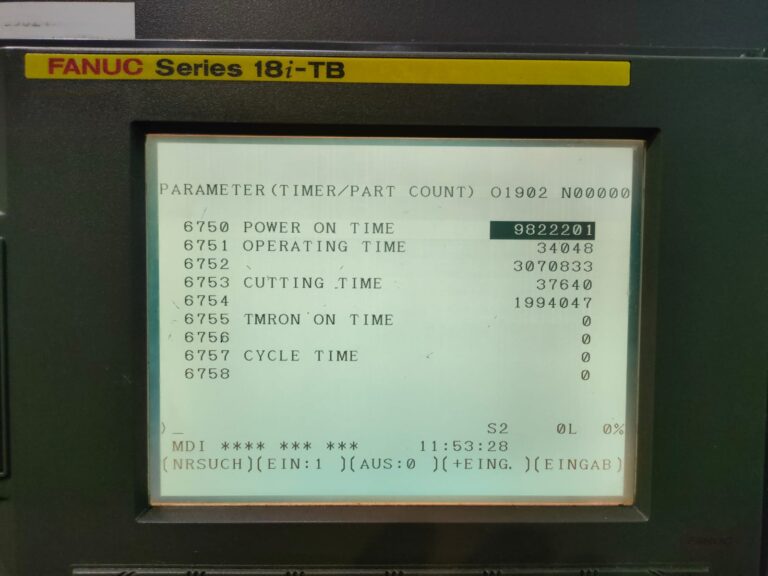 FANUC Series 18i-TB
PARAMETER(TIMER/PART COUNT) O1902 N00000
6750 POWER ON TIME 9822201
6751 OPERATING TIME 34048
6752 3070833
6753 CUTTING TIME 37640
6754 1994047
6755 TMRON ON TIME 0
6756 0
6757 CYCLE TIME 0
6758 0
)_ S2 0L 0%
MDI **** *** *** 11:53:28
(NRSUCH)(EIN:1 )(AUS:0 )(+EING. )(EINGAB)
FANUC